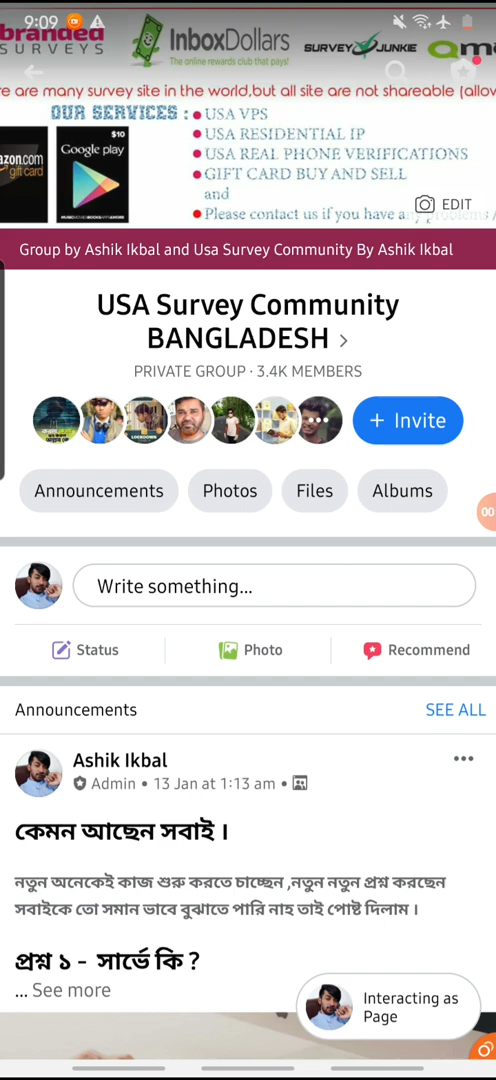 9:09
branded
SURVEYS
InboxDollars
The online rewards club that pays!
SURVEY JUNKIE
re are many survey site in the world,but all site are not shareable (allow
OUR SERVICES :
USA VPS
USA RESIDENTIAL IP
USA REAL PHONE VERIFICATIONS
GIFT CARD BUY AND SELL
and
Please contact us if you have any problems
azon.com
gift card
$10
Google play
EDIT
Group by Ashik Ikbal and Usa Survey Community By Ashik Ikbal
USA Survey Community
BANGLADESH >
PRIVATE GROUP · 3.4K MEMBERS
LOCKDOWN
+ Invite
Announcements
Photos
Files
Albums
00
Write something...
Status
Photo
Recommend
Announcements
SEE ALL
Ashik Ikbal
Admin • 13 Jan at 1:13 am •
কেমন আছেন সবাই ।
নতুন অনেকেই কাজ শুরু করতে চাচ্ছেন ,নতুন নতুন প্রশ্ন করছেন
সবাইকে তো সমান ভাবে বুঝাতে পারি নাহ তাই পোষ্ট দিলাম ।
প্রশ্ন ১ - সার্ভে কি ?
... See more
Interacting as
Page